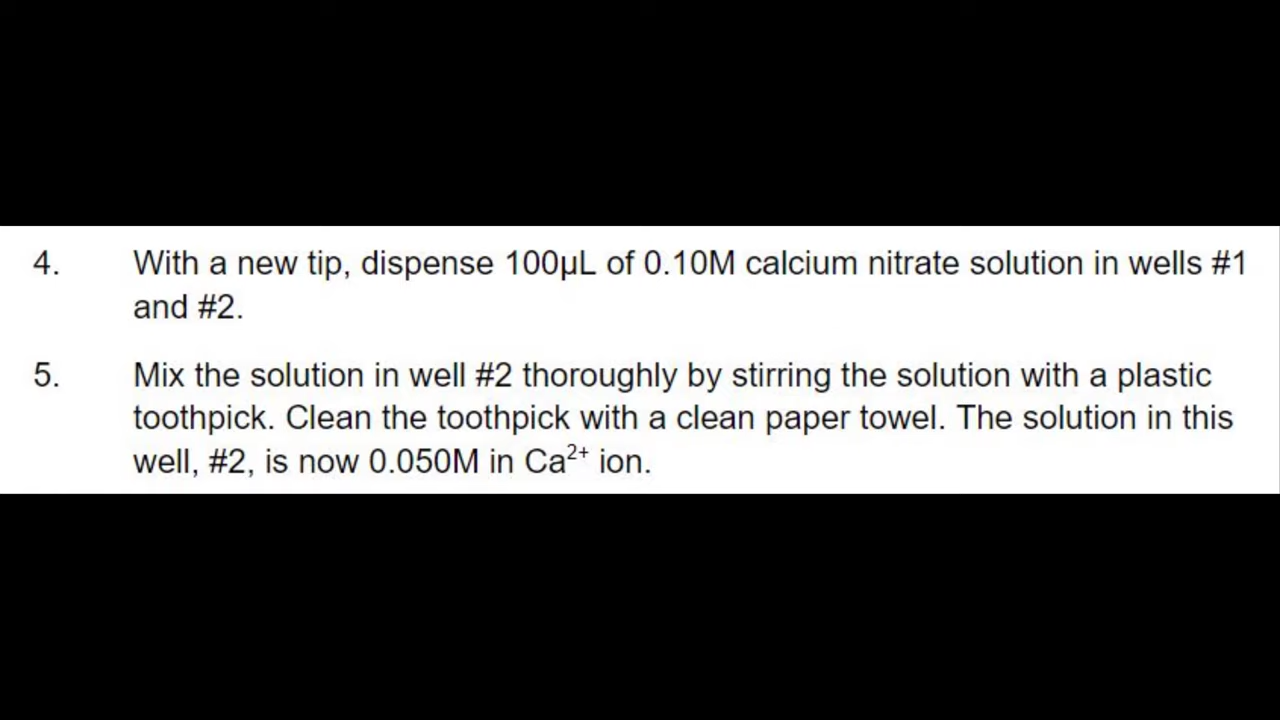 4. With a new tip, dispense 100µL of 0.10M calcium nitrate solution in wells #1
and #2.
5. Mix the solution in well #2 thoroughly by stirring the solution with a plastic
toothpick. Clean the toothpick with a clean paper towel. The solution in this
well, #2, is now 0.050M in Ca²⁺ ion.